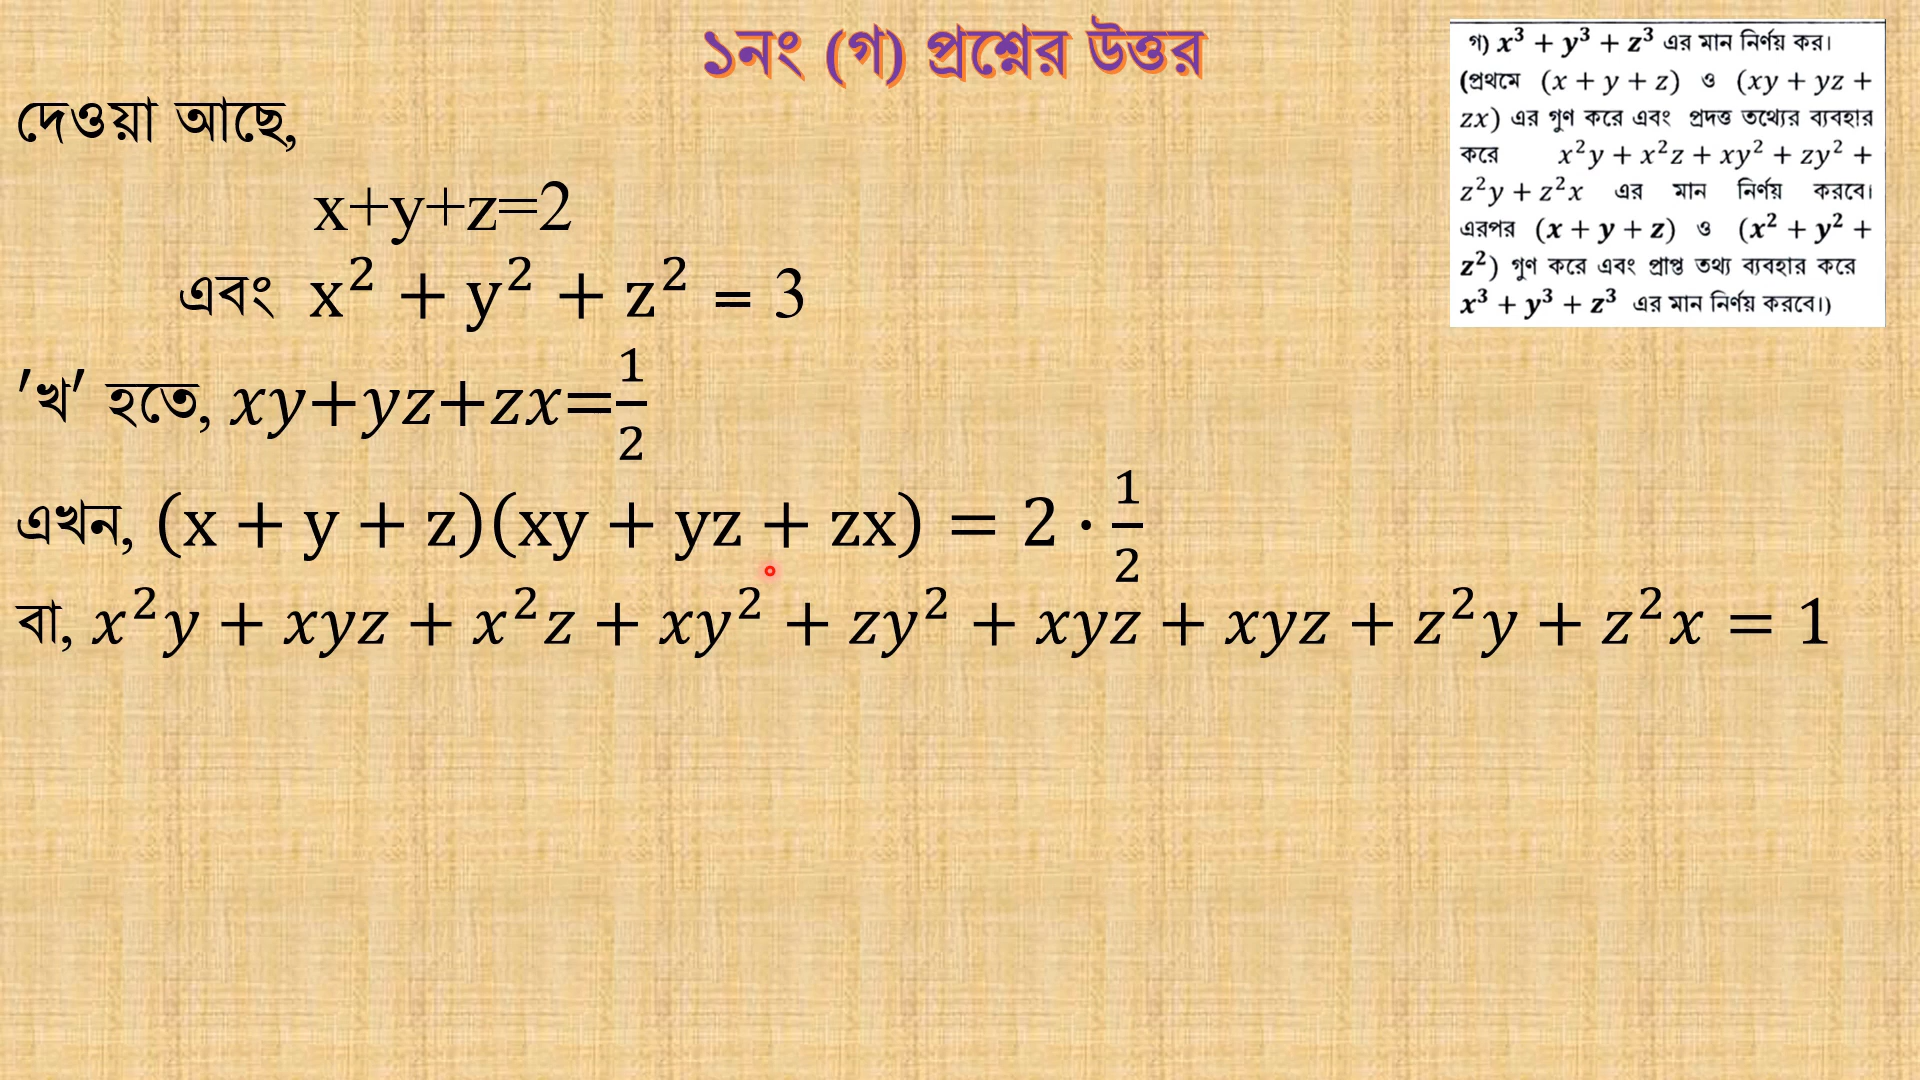 ১নং (গ) প্রশ্নের উত্তর
দেওয়া আছে,
x+y+z=2
এবং x² + y² + z² = 3
′খ′ হতে, xy+yz+zx=1/2
এখন, (x + y + z)(xy + yz + zx) = 2 · 1/2
বা, x²y + xyz + x²z + xy² + zy² + xyz + xyz + z²y + z²x = 1
গ) x³ + y³ + z³ এর মান নির্ণয় কর।
(প্রথমে (x + y + z) ও (xy + yz +
zx) এর গুণ করে এবং প্রদত্ত তথ্যের ব্যবহার
করে x²y + x²z + xy² + zy² +
z²y + z²x এর মান নির্ণয় করবে।
এরপর (x + y + z) ও (x² + y² +
z²) গুণ করে এবং প্রাপ্ত তথ্য ব্যবহার করে
x³ + y³ + z³ এর মান নির্ণয় করবে।)